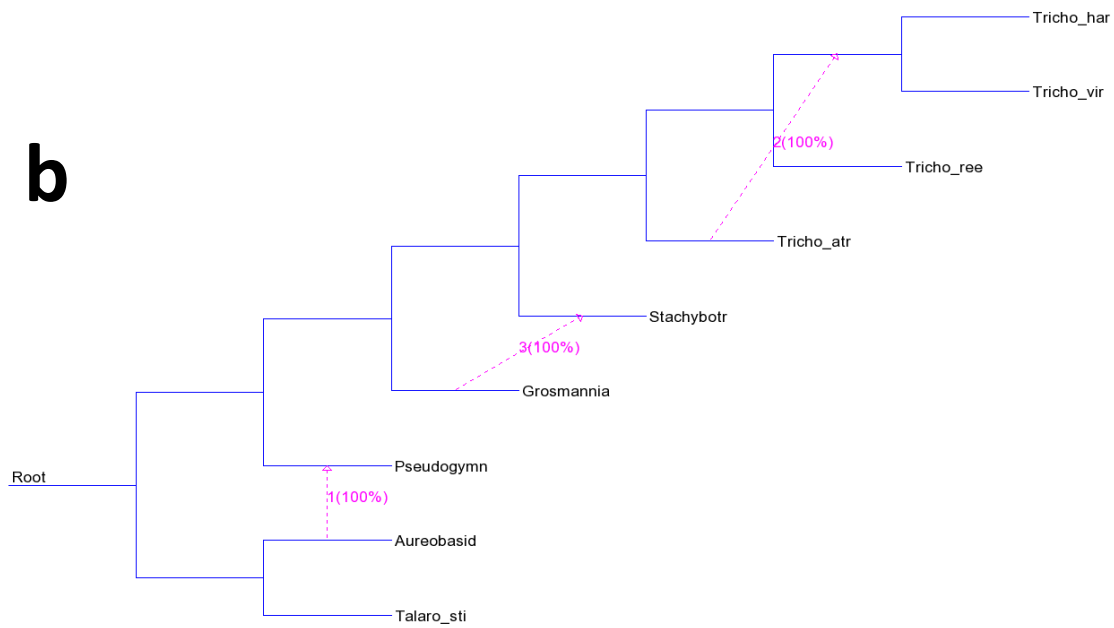 Tricho_har
Tricho_vir
2(100%)
b
Tricho_ree
Tricho_atr
Stachybotr
3(100%)
Grosmannia
Pseudogymn
Root
1(100%)
Aureobasid
Talaro_sti